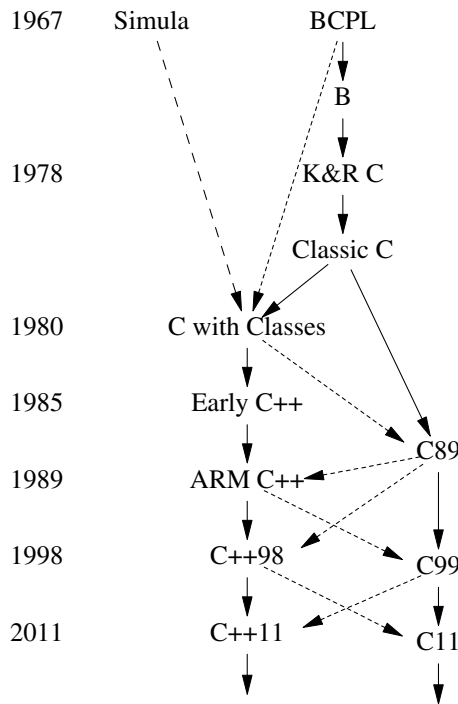 1967 Simula BCPL
B
1978 K&R C
Classic C
1980 C with Classes
1985 Early C++
C89
1989 ARM C++
1998 C++98
C99
2011 C++11
C11